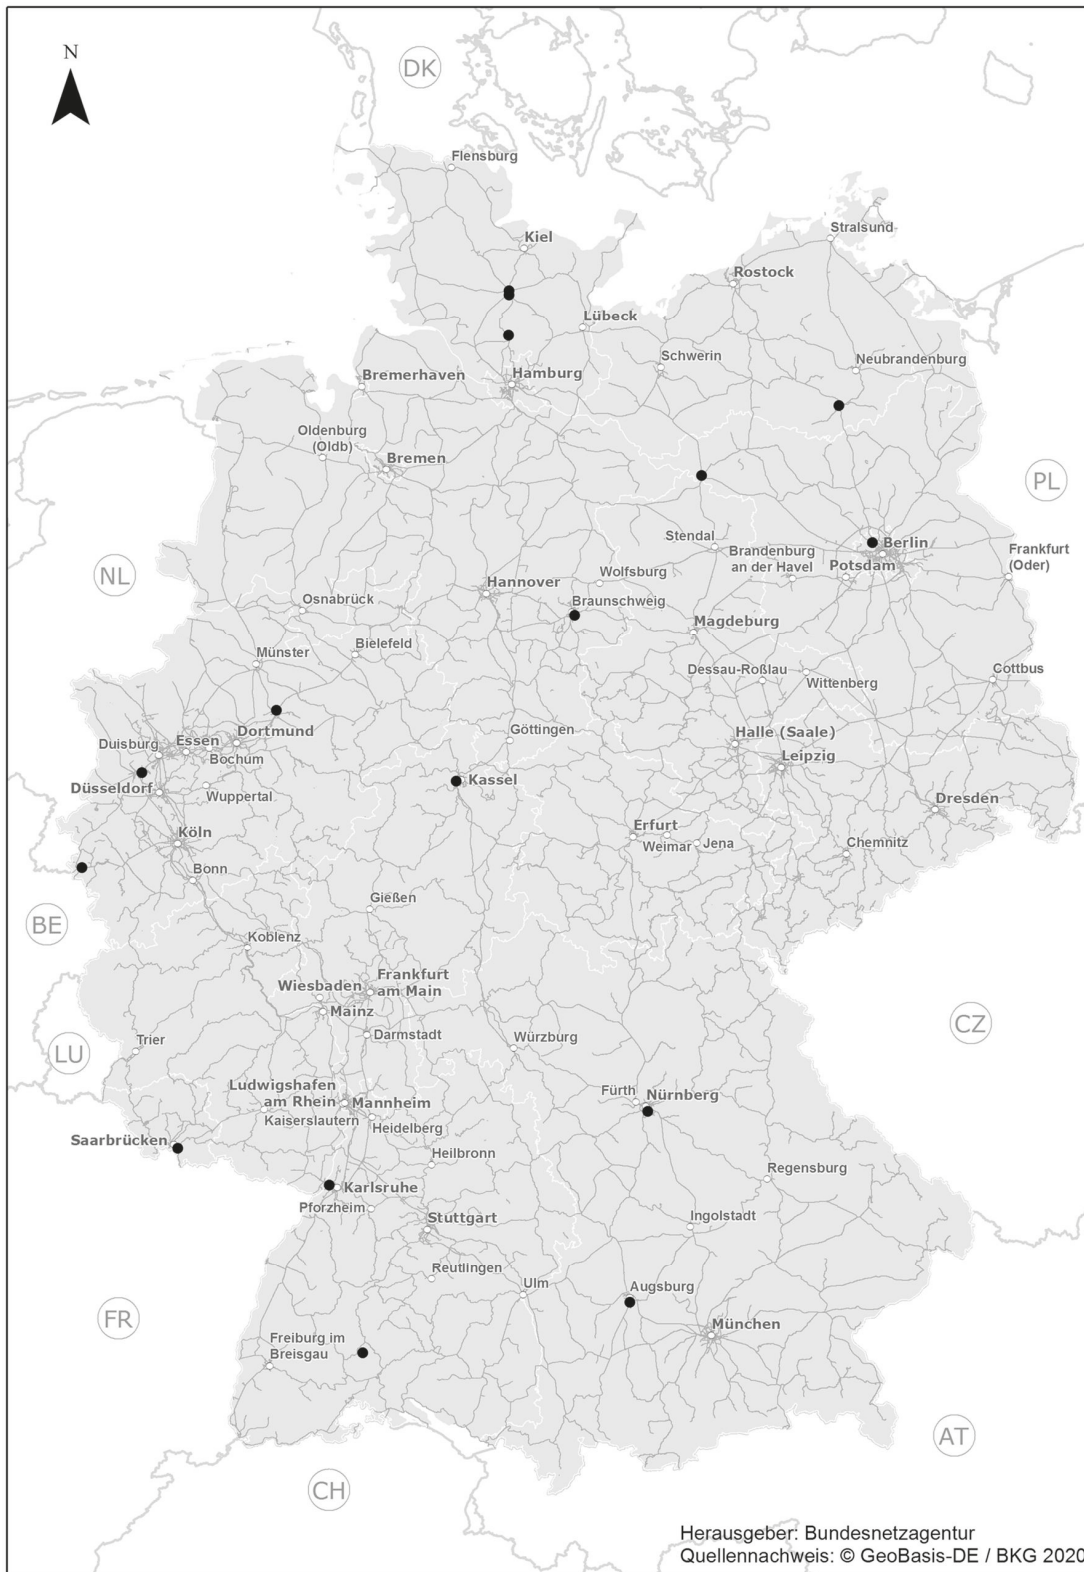 N
DK
Flensburg
Kiel
Stralsund
Rostock
Lübeck
Schwerin
Neubrandenburg
Bremerhaven
Hamburg
Oldenburg
(Oldb)
Bremen
PL
Stendal
Berlin
Brandenburg
an der Havel
Potsdam
Frankfurt
(Oder)
NL
Wolfsburg
Hannover
Osnabrück
Braunschweig
Magdeburg
Münster
Bielefeld
Dessau-Roßlau
Wittenberg
Cottbus
Göttingen
Halle (Saale)
Duisburg
Essen
Dortmund
Bochum
Leipzig
Düsseldorf
Wuppertal
Kassel
Dresden
Köln
Erfurt
Weimar
Jena
Chemnitz
Bonn
Gießen
BE
Koblenz
Wiesbaden
Frankfurt
am Main
Mainz
CZ
LU
Trier
Darmstadt
Würzburg
Ludwigshafen
am Rhein
Mannheim
Fürth
Nürnberg
Kaiserslautern
Heidelberg
Saarbrücken
Heilbronn
Regensburg
Karlsruhe
Pforzheim
Stuttgart
Ingolstadt
Reutlingen
Ulm
Augsburg
FR
München
Freiburg im
Breisgau
AT
CH
Herausgeber: Bundesnetzagentur
Quellennachweis: © GeoBasis-DE / BKG 2020